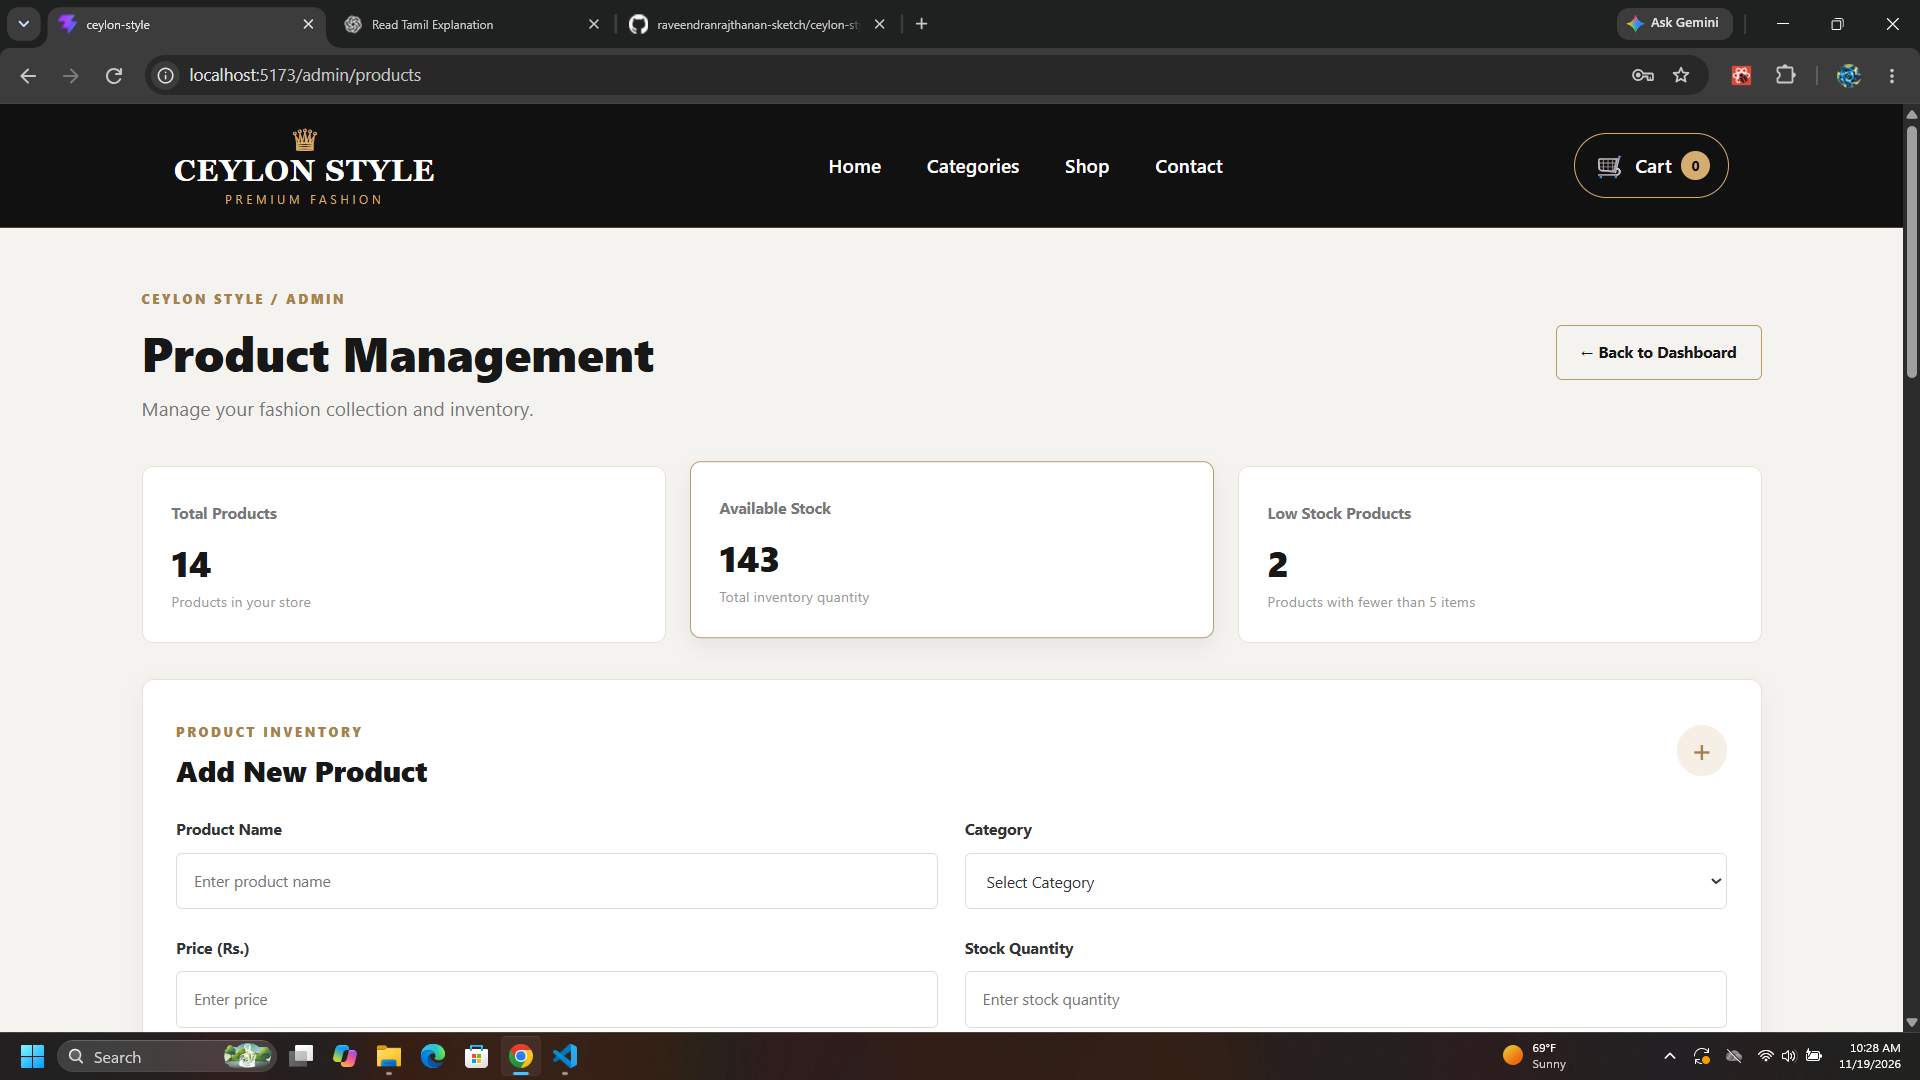 ceylon-style
Read Tamil Explanation
raveendranrajthanan-sketch/ceylon-st
Ask Gemini
localhost:5173/admin/products
CEYLON STYLE
PREMIUM FASHION
Home
Categories
Shop
Contact
Cart 0
CEYLON STYLE / ADMIN
Product Management
← Back to Dashboard
Manage your fashion collection and inventory.
Total Products
14
Products in your store
Available Stock
143
Total inventory quantity
Low Stock Products
2
Products with fewer than 5 items
PRODUCT INVENTORY
Add New Product
+
Product Name
Enter product name
Category
Select Category
Price (Rs.)
Enter price
Stock Quantity
Enter stock quantity
Search
69°F
Sunny
10:28 AM
11/19/2026